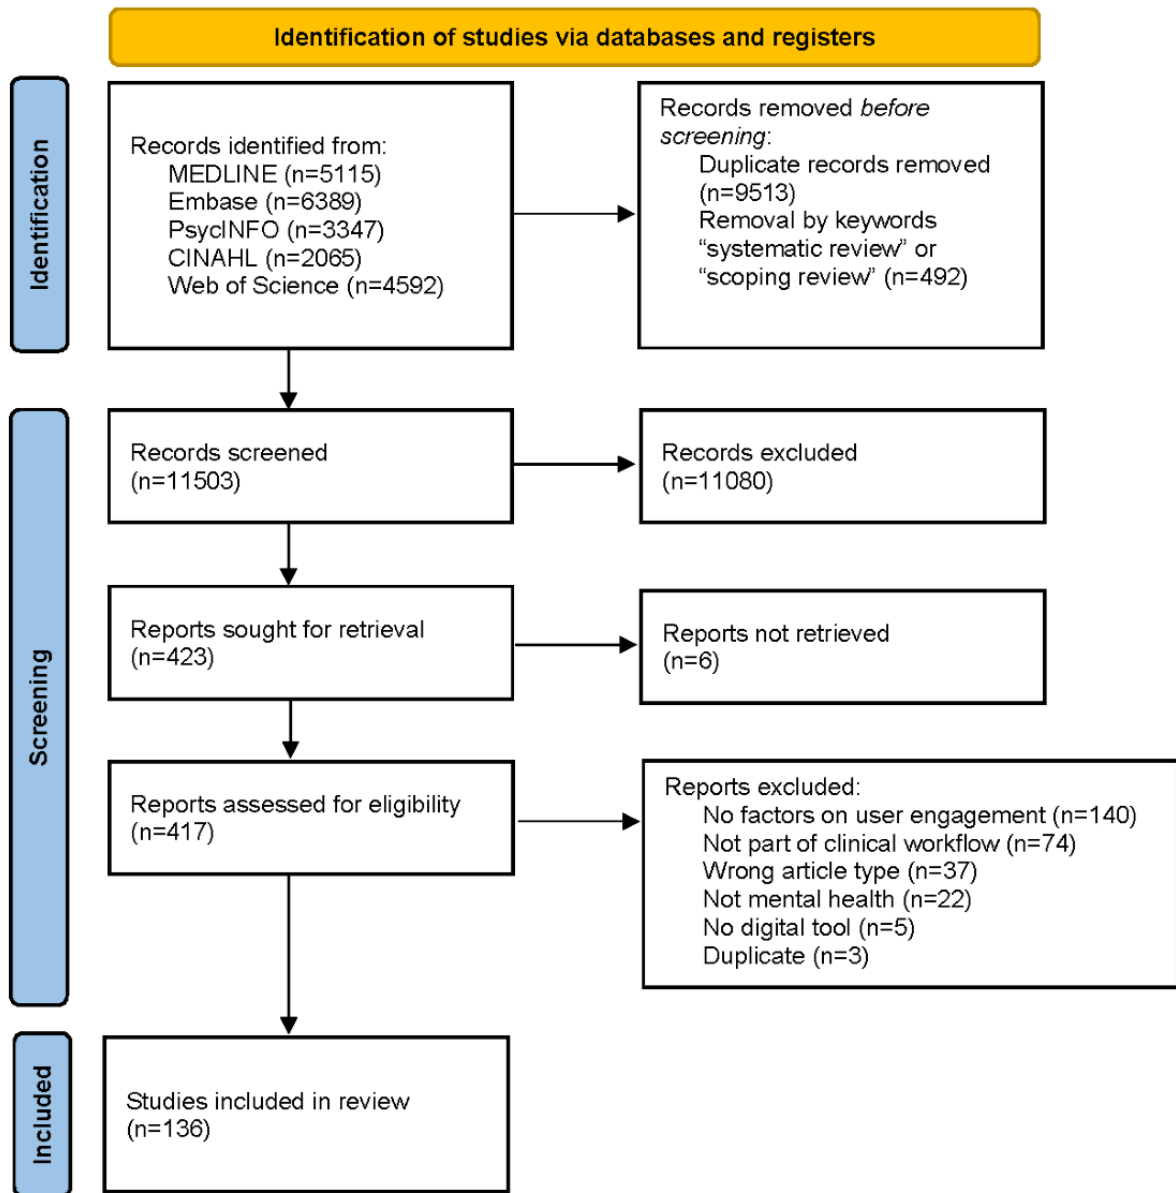 Identification of studies via databases and registers
Identification
Records identified from:
MEDLINE (n=5115)
Embase (n=6389)
PsycINFO (n=3347)
CINAHL (n=2065)
Web of Science (n=4592)
Records removed before
screening:
Duplicate records removed
(n=9513)
Removal by keywords
“systematic review” or
“scoping review” (n=492)
Screening
Records screened
(n=11503)
Records excluded
(n=11080)
Reports sought for retrieval
(n=423)
Reports not retrieved
(n=6)
Reports assessed for eligibility
(n=417)
Reports excluded:
No factors on user engagement (n=140)
Not part of clinical workflow (n=74)
Wrong article type (n=37)
Not mental health (n=22)
No digital tool (n=5)
Duplicate (n=3)
Included
Studies included in review
(n=136)